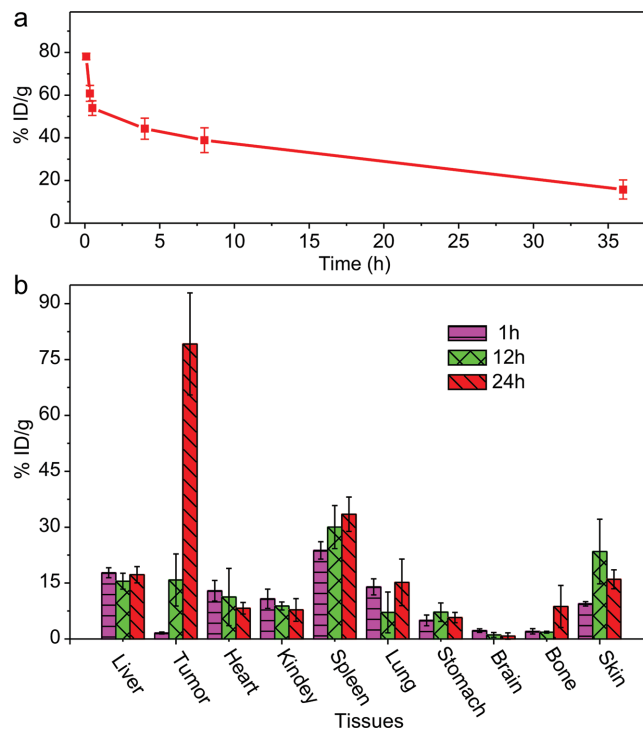 a
% ID/g
80
60
40
20
0
0 5 10 15 20 25 30 35
Time (h)
b
% ID/g
90
75
60
45
30
15
0
1h
12h
24h
Liver Tumor Heart Kindey Spleen Lung Stomach Brain Bone Skin
Tissues